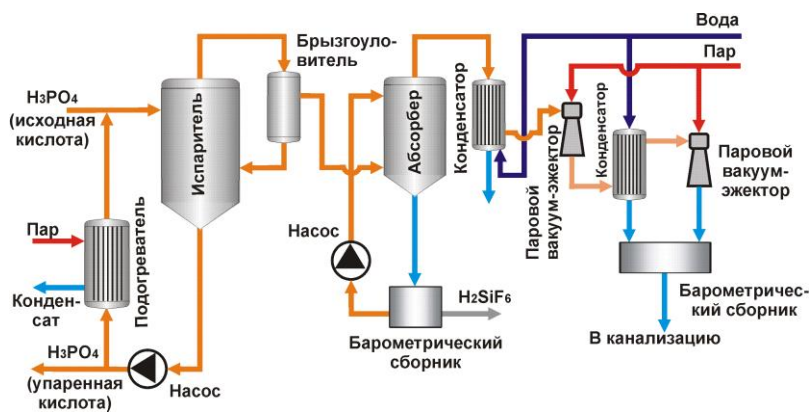 Вода
Пар
Брызгоуло-
витель
H₃PO₄
(исходная
кислота)
Испаритель
Абсорбер
Конденсатор
Паровой
вакуум-эжектор
Конденсатор
Паровой
вакуум-
эжектор
Пар
Конден-
сат
Подогреватель
Насос
H₂SiF₆
Барометрический
сборник
Барометричес-
кий сборник
В канализацию
H₃PO₄
(упаренная
кислота)
Насос